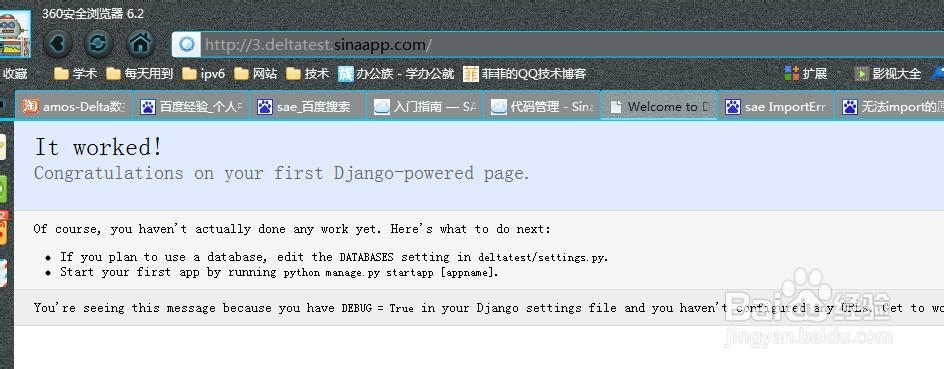 360安全浏览器 6.2
http://3.deltatest.sinaapp.com/
收藏 学术 每天用到 ipv6 网站 技术 办公族 - 学办公就 菲菲的QQ技术博客 扩展 影视大全
amos-Delta数 百度经验_个人 sae_百度搜索 入门指南 — SA 代码管理 - Sina Welcome to D sae ImportErr 无法import的
It worked!
Congratulations on your first Django-powered page.
Of course, you haven't actually done any work yet. Here's what to do next:
If you plan to use a database, edit the DATABASES setting in deltatest/settings.py.
Start your first app by running python manage.py startapp [appname].
You're seeing this message because you have DEBUG = True in your Django settings file and you haven't configured any URLs. Get to wo
Baidu经验
jingyan.baidu.com